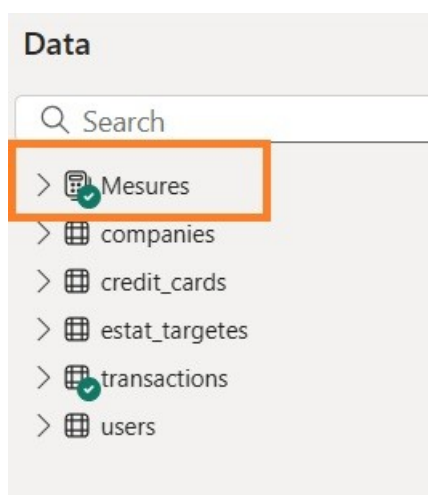 Data
Search
Mesures
companies
credit_cards
estat_targetes
transactions
users